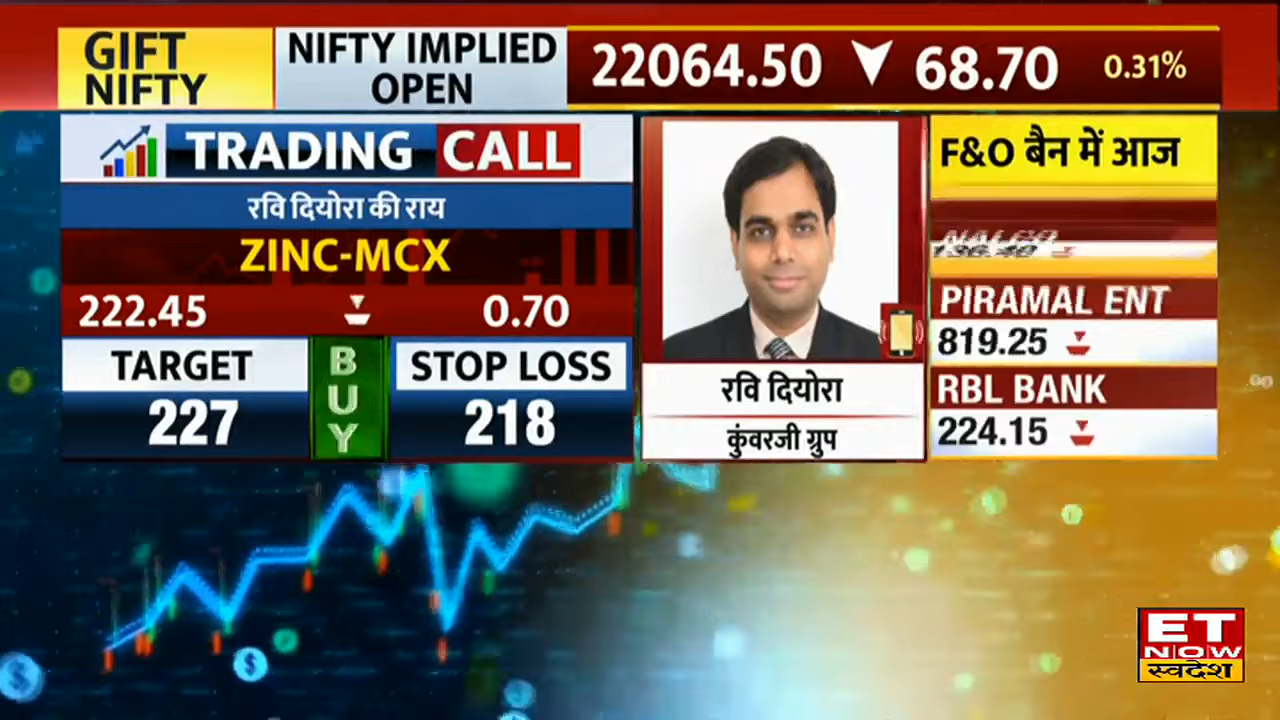 GIFT
NIFTY
NIFTY IMPLIED
OPEN
22064.50
68.70
0.31%
TRADING CALL
रवि दियोरा की राय
ZINC-MCX
222.45
0.70
TARGET
227
BUY
STOP LOSS
218
रवि दियोरा
कुंवरजी ग्रुप
F&O बैन में आज
PIRAMAL ENT
819.25
RBL BANK
224.15
ET
NOW
स्वदेश